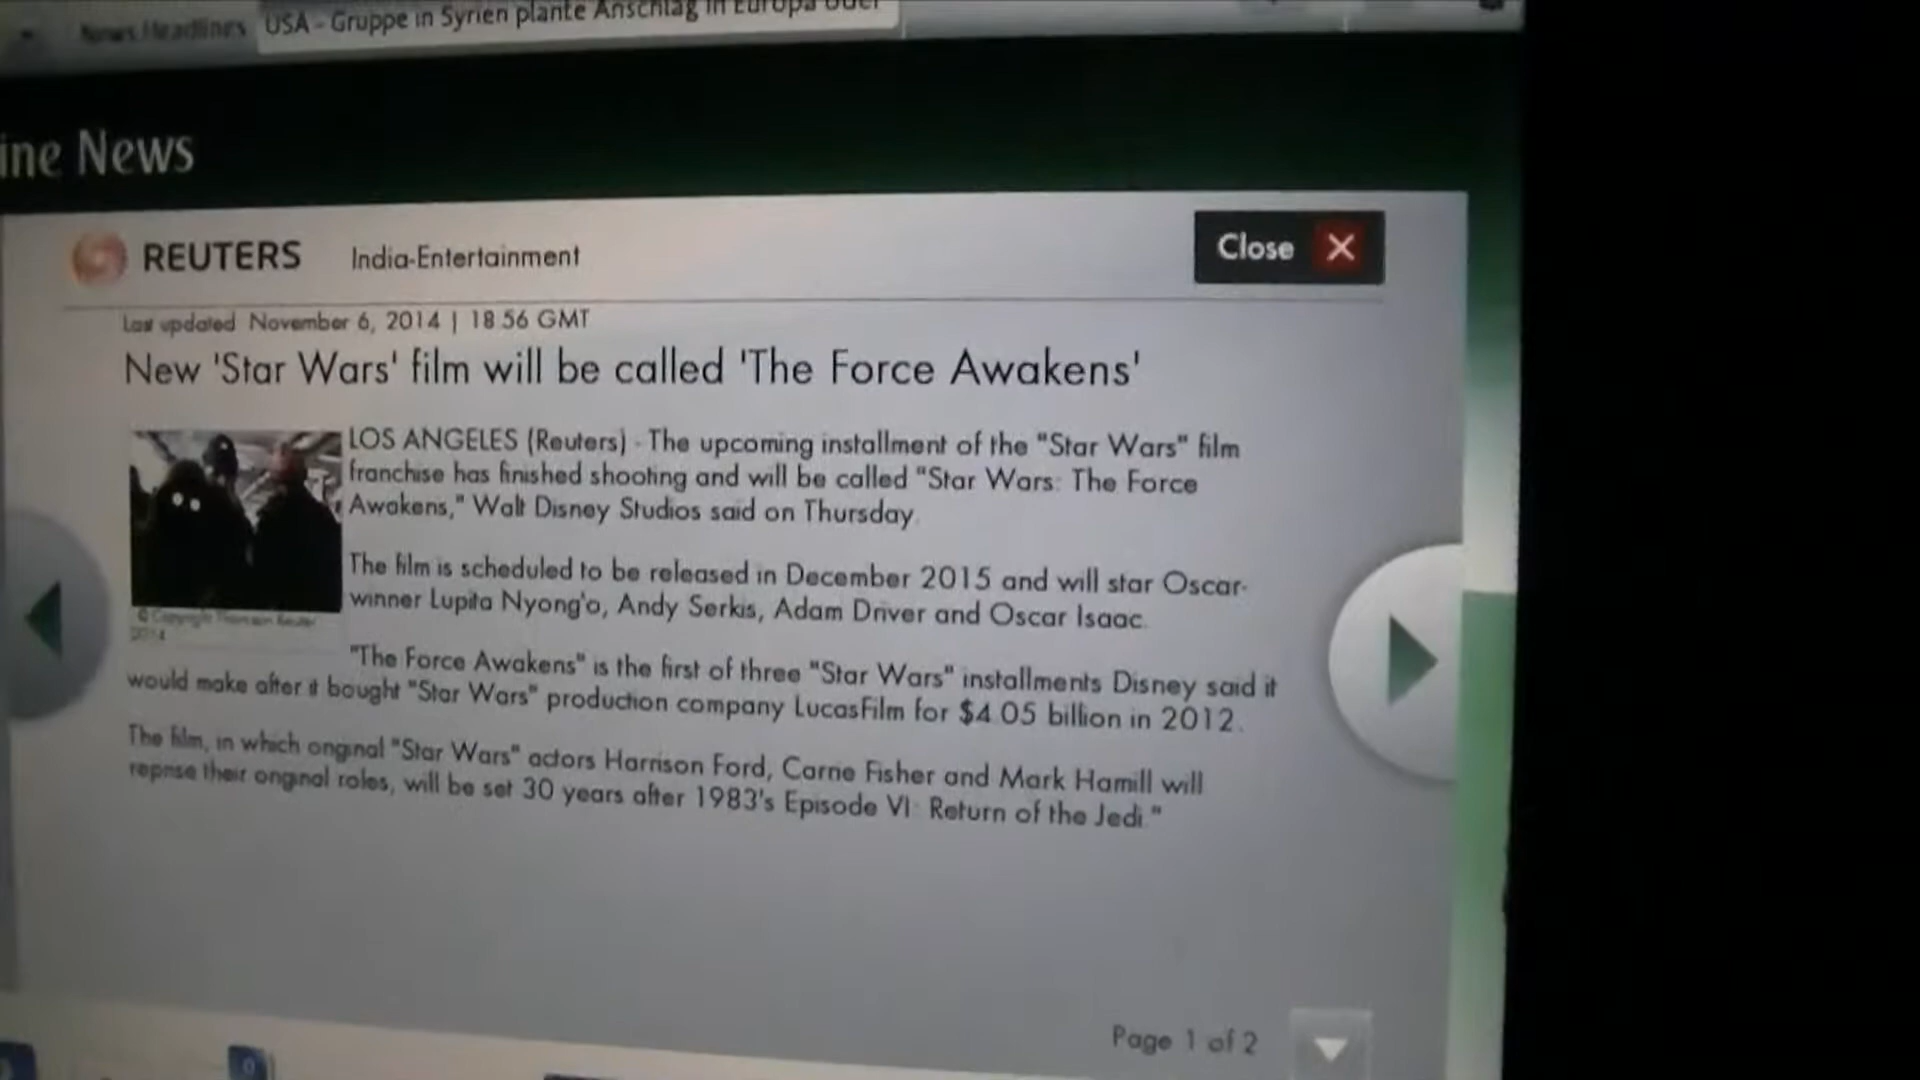 News Headlines USA - Gruppe in Syrien plante Anschlag in Europa oder
ine News
REUTERS India-Entertainment
Close X
Last updated November 6, 2014 | 18 56 GMT
New 'Star Wars' film will be called 'The Force Awakens'
LOS ANGELES (Reuters) - The upcoming installment of the "Star Wars" film
franchise has finished shooting and will be called "Star Wars: The Force
Awakens," Walt Disney Studios said on Thursday.
The film is scheduled to be released in December 2015 and will star Oscar-
winner Lupita Nyong'o, Andy Serkis, Adam Driver and Oscar Isaac.
© Copyright Thomson Reuter
2014
"The Force Awakens" is the first of three "Star Wars" installments Disney said it
would make after it bought "Star Wars" production company LucasFilm for $4.05 billion in 2012.
The film, in which original "Star Wars" actors Harrison Ford, Carrie Fisher and Mark Hamill will
reprise their original roles, will be set 30 years after 1983's Episode VI: Return of the Jedi."
Page 1 of 2
0